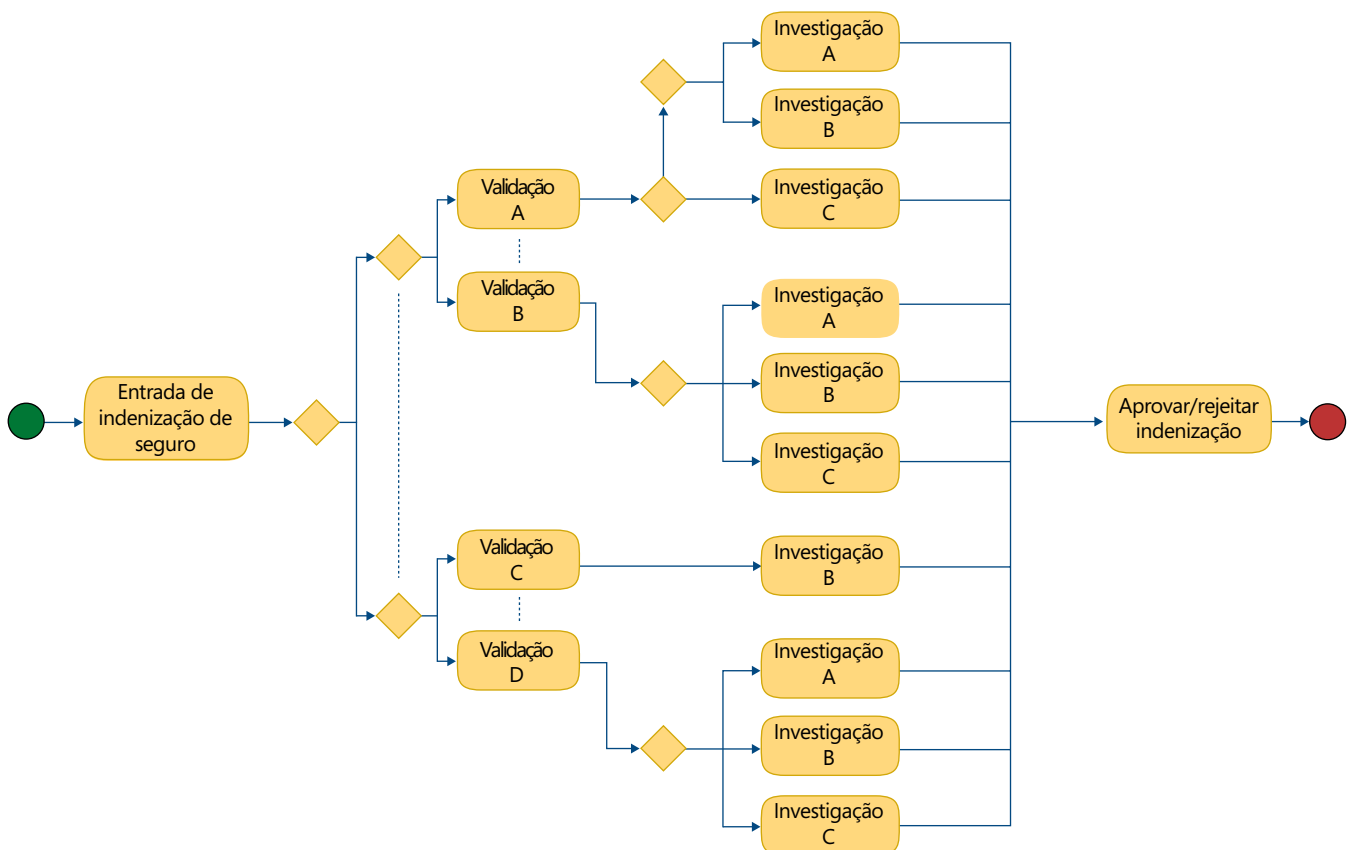 Investigação
A
Investigação
B
Validação
A
Investigação
C
Validação
B
Investigação
A
Investigação
B
Entrada de
indenização de
seguro
Aprovar/rejeitar
indenização
Investigação
C
Validação
C
Investigação
B
Validação
D
Investigação
A
Investigação
B
Investigação
C